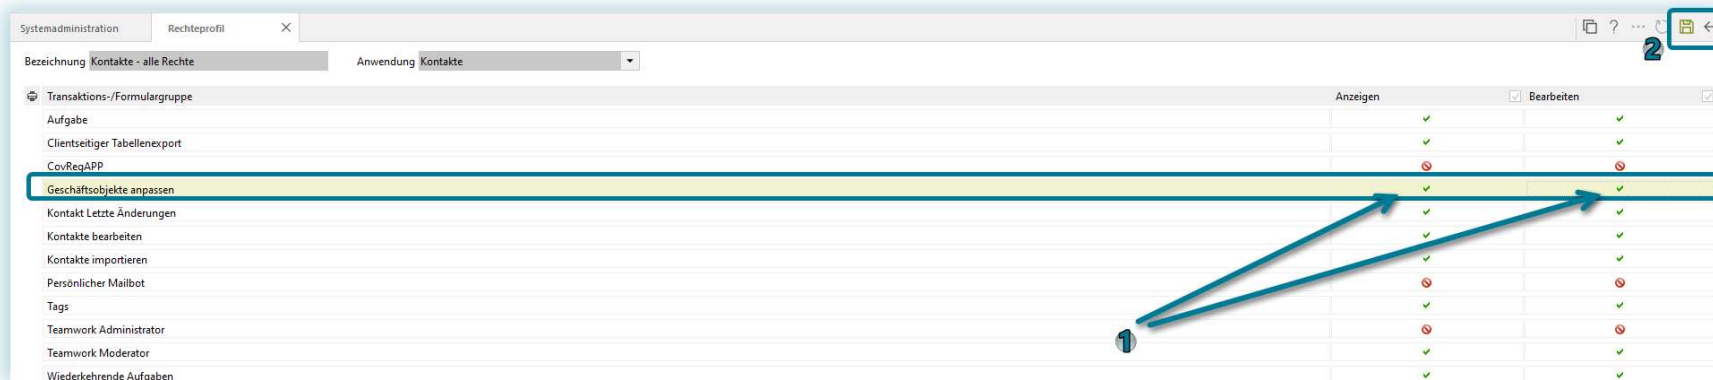 Systemadministration Rechteprofil
2
Bezeichnung Kontakte - alle Rechte Anwendung Kontakte
Transaktions-/Formulargruppe Anzeigen Bearbeiten
Aufgabe
Clientseitiger Tabellenexport
CovRegAPP
Geschäftsobjekte anpassen
Kontakt Letzte Änderungen
Kontakte bearbeiten
Kontakte importieren
Persönlicher Mailbot
Tags
Teamwork Administrator
1
Teamwork Moderator
Wiederkehrende Aufgaben